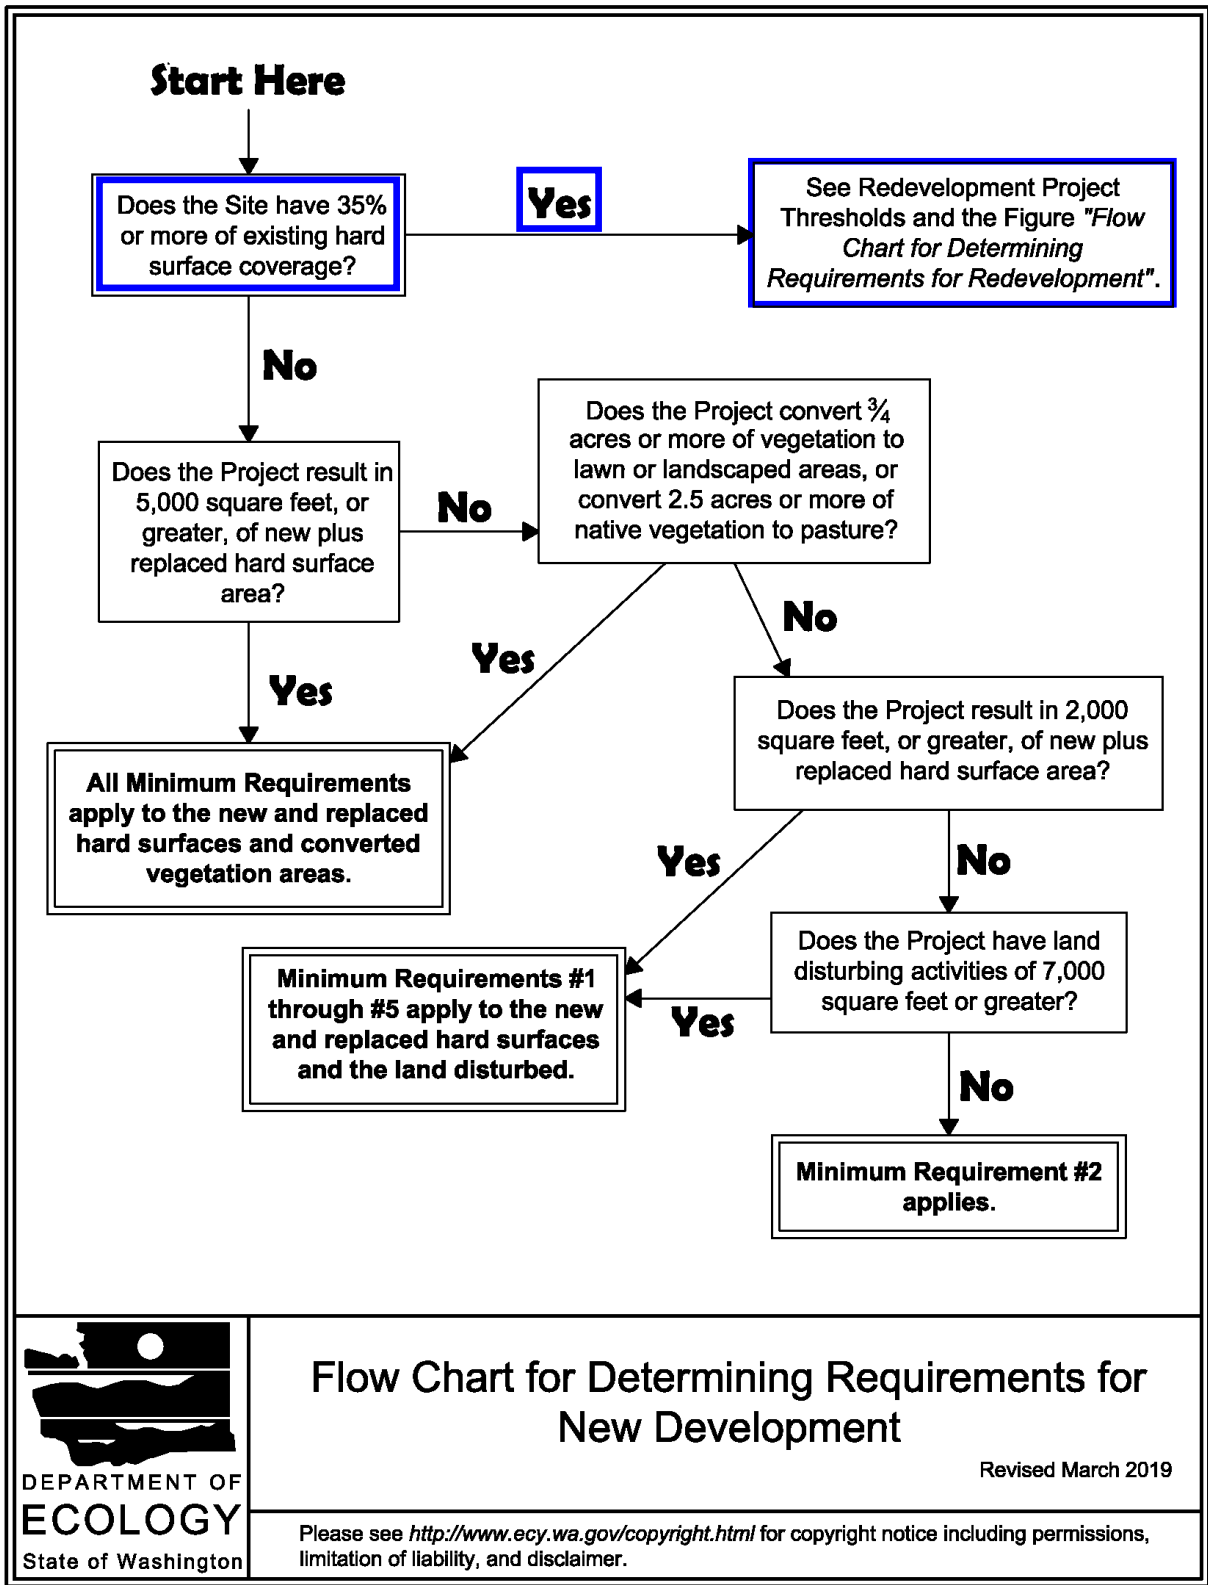 Start Here
Does the Site have 35%
or more of existing hard
surface coverage?
Yes
See Redevelopment Project
Thresholds and the Figure "Flow
Chart for Determining
Requirements for Redevelopment".
No
Does the Project result in
5,000 square feet, or
greater, of new plus
replaced hard surface
area?
No
Does the Project convert ¾
acres or more of vegetation to
lawn or landscaped areas, or
convert 2.5 acres or more of
native vegetation to pasture?
Yes
Yes
No
All Minimum Requirements
apply to the new and replaced
hard surfaces and converted
vegetation areas.
Does the Project result in 2,000
square feet, or greater, of new plus
replaced hard surface area?
Yes
No
Minimum Requirements #1
through #5 apply to the new
and replaced hard surfaces
and the land disturbed.
Yes
Does the Project have land
disturbing activities of 7,000
square feet or greater?
No
Minimum Requirement #2
applies.
DEPARTMENT OF
ECOLOGY
State of Washington
Flow Chart for Determining Requirements for
New Development
Revised March 2019
Please see http://www.ecy.wa.gov/copyright.html for copyright notice including permissions,
limitation of liability, and disclaimer.